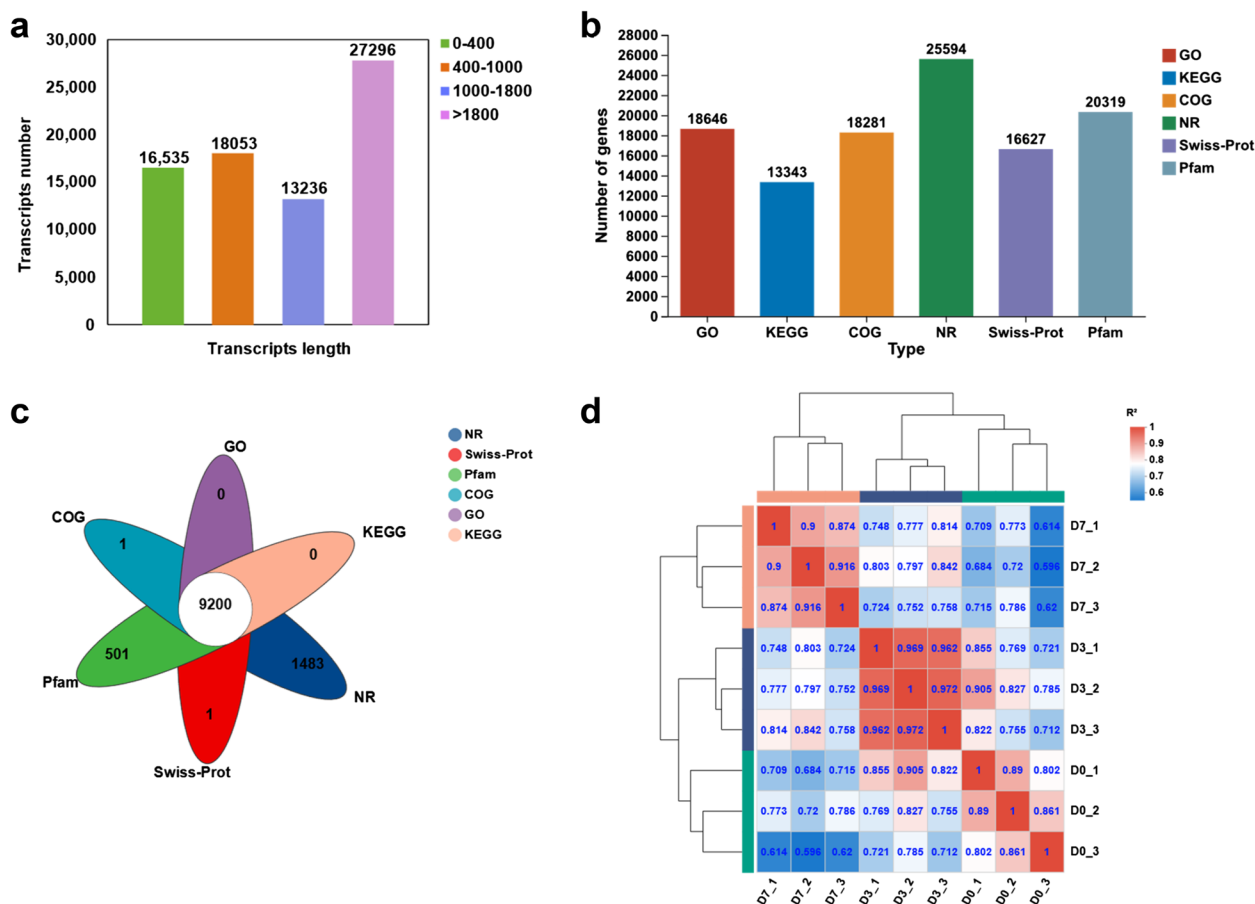 a
30,000
25,000
20,000
15,000
10,000
5,000
0
Transcripts number
16,535
18053
13236
27296
Transcripts length
0-400
400-1000
1000-1800
>1800
b
28000
26000
24000
22000
20000
18000
16000
14000
12000
10000
8000
6000
4000
2000
0
Number of genes
18646
13343
18281
25594
16627
20319
GO KEGG COG NR Swiss-Prot Pfam
Type
GO
KEGG
COG
NR
Swiss-Prot
Pfam
c
GO
0
COG
1
KEGG
0
9200
501
Pfam
1483
NR
1
Swiss-Prot
NR
Swiss-Prot
Pfam
COG
GO
KEGG
d
R²
1
0.9
0.8
0.7
0.6
1 0.9 0.874 0.748 0.777 0.814 0.709 0.773 0.614 D7_1
0.9 1 0.916 0.803 0.797 0.842 0.684 0.72 0.596 D7_2
0.874 0.916 1 0.724 0.752 0.758 0.715 0.786 0.62 D7_3
0.748 0.803 0.724 1 0.969 0.962 0.855 0.769 0.721 D3_1
0.777 0.797 0.752 0.969 1 0.972 0.905 0.827 0.785 D3_2
0.814 0.842 0.758 0.962 0.972 1 0.822 0.755 0.712 D3_3
0.709 0.684 0.715 0.855 0.905 0.822 1 0.89 0.802 D0_1
0.773 0.72 0.786 0.769 0.827 0.755 0.89 1 0.861 D0_2
0.614 0.596 0.62 0.721 0.785 0.712 0.802 0.861 1 D0_3
D7_1 D7_2 D7_3 D3_1 D3_2 D3_3 D0_1 D0_2 D0_3